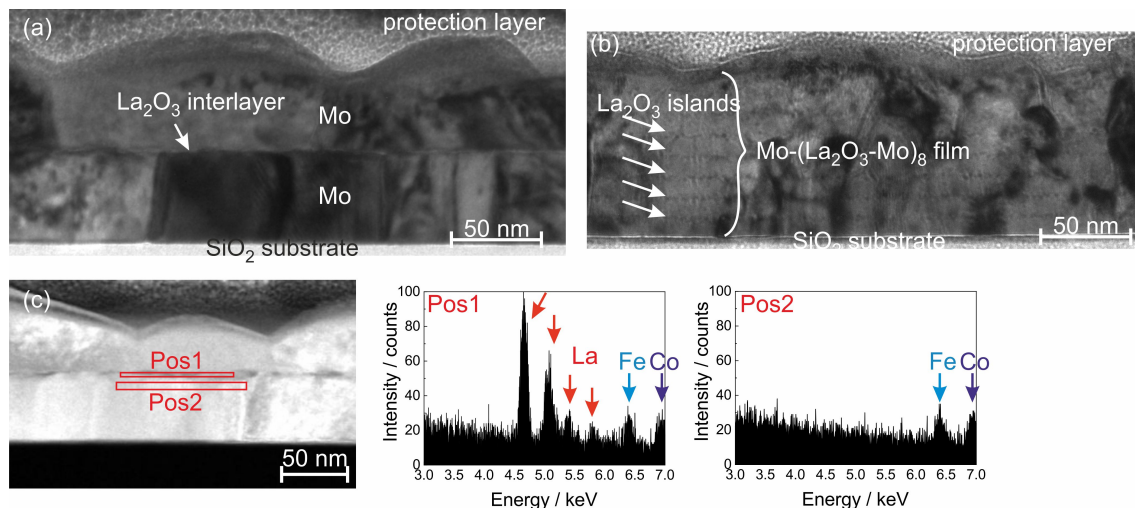 (a)
protection layer
La2O3 interlayer
Mo
Mo
50 nm
SiO2 substrate
(b)
protection layer
La2O3 islands
Mo-(La2O3-Mo)8 film
50 nm
SiO2 substrate
(c)
Pos1
Pos2
50 nm
Pos1
La
Fe
Co
Intensity / counts
100
80
60
40
20
0
3.0 3.5 4.0 4.5 5.0 5.5 6.0 6.5 7.0
Energy / keV
Pos2
Fe
Co
Intensity / counts
100
80
60
40
20
0
3.0 3.5 4.0 4.5 5.0 5.5 6.0 6.5 7.0
Energy / keV